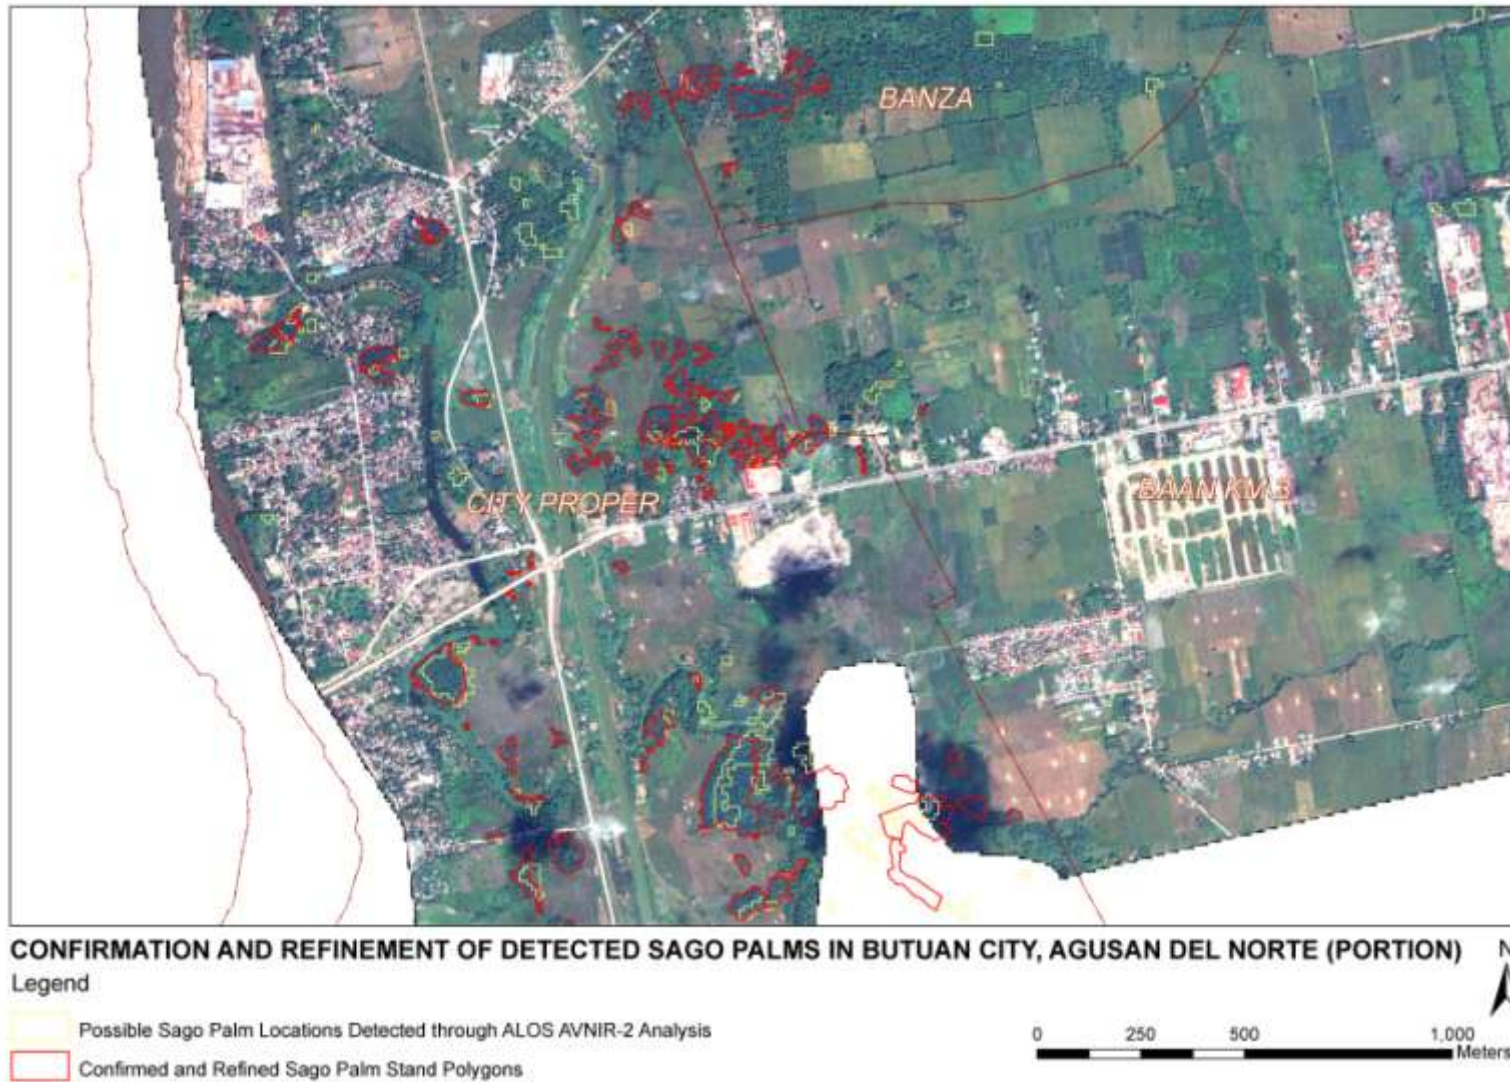 BANZA
CITY PROPER
BAAN KM 3
CONFIRMATION AND REFINEMENT OF DETECTED SAGO PALMS IN BUTUAN CITY, AGUSAN DEL NORTE (PORTION)
N
Legend
Possible Sago Palm Locations Detected through ALOS AVNIR-2 Analysis
Confirmed and Refined Sago Palm Stand Polygons
0 250 500 1,000
Meters